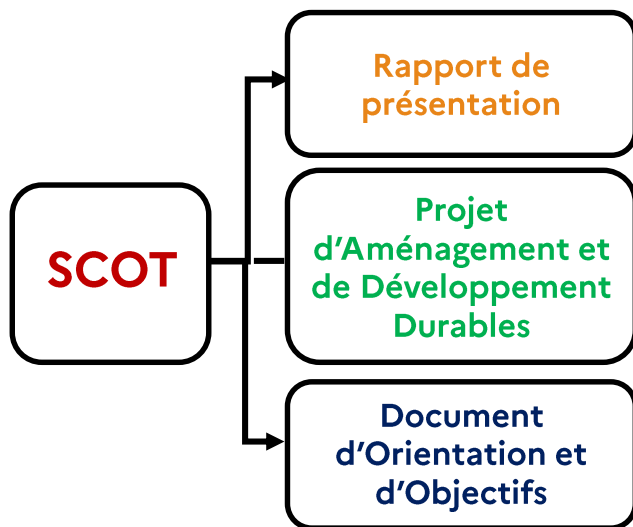 SCOT
Rapport de
présentation
Projet
d’Aménagement et
de Développement
Durables
Document
d’Orientation et
d’Objectifs